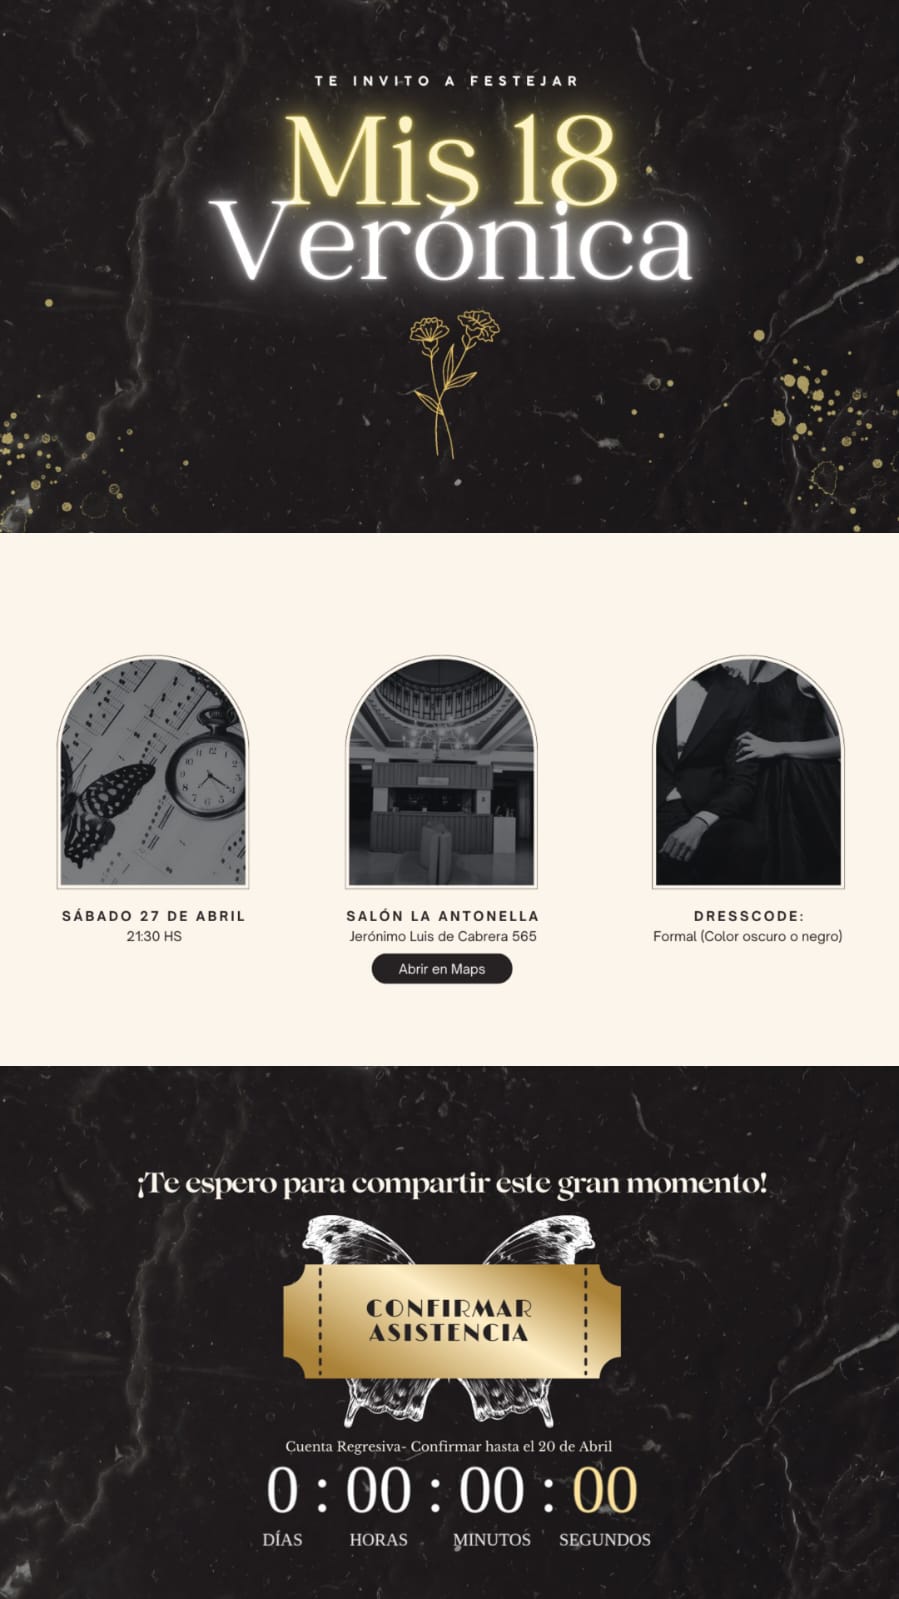 TE INVITO A FESTEJAR
Mis 18
Verónica
SÁBADO 27 DE ABRIL
21:30 HS
SALÓN LA ANTONELLA
Jerónimo Luis de Cabrera 565
Abrir en Maps
DRESSCODE:
Formal (Color oscuro o negro)
¡Te espero para compartir este gran momento!
CONFIRMAR
ASISTENCIA
Cuenta Regresiva- Confirmar hasta el 20 de Abril
0 : 00 : 00 : 00
DÍAS HORAS MINUTOS SEGUNDOS